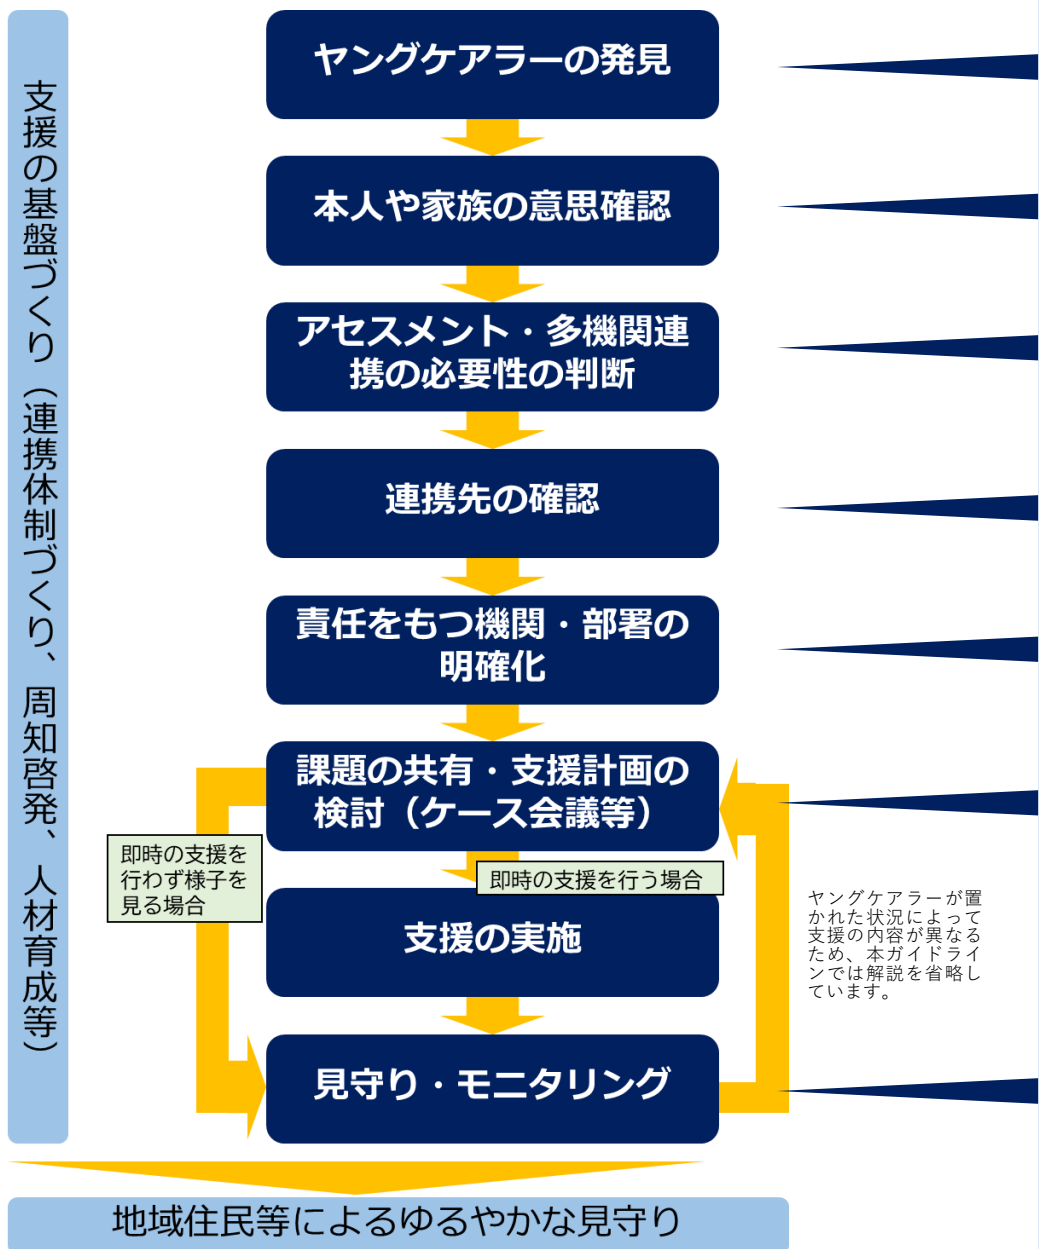 支援の基盤づくり（連携体制づくり、周知啓発、人材育成等）
ヤングケアラーの発見
本人や家族の意思確認
アセスメント・多機関連
携の必要性の判断
連携先の確認
責任をもつ機関・部署の
明確化
課題の共有・支援計画の
検討（ケース会議等）
即時の支援を
行わず様子を
見る場合
即時の支援を行う場合
支援の実施
ヤングケアラーが置
かれた状況によって
支援の内容が異なる
ため、本ガイドライ
ンでは解説を省略し
ています。
見守り・モニタリング
地域住民等によるゆるやかな見守り